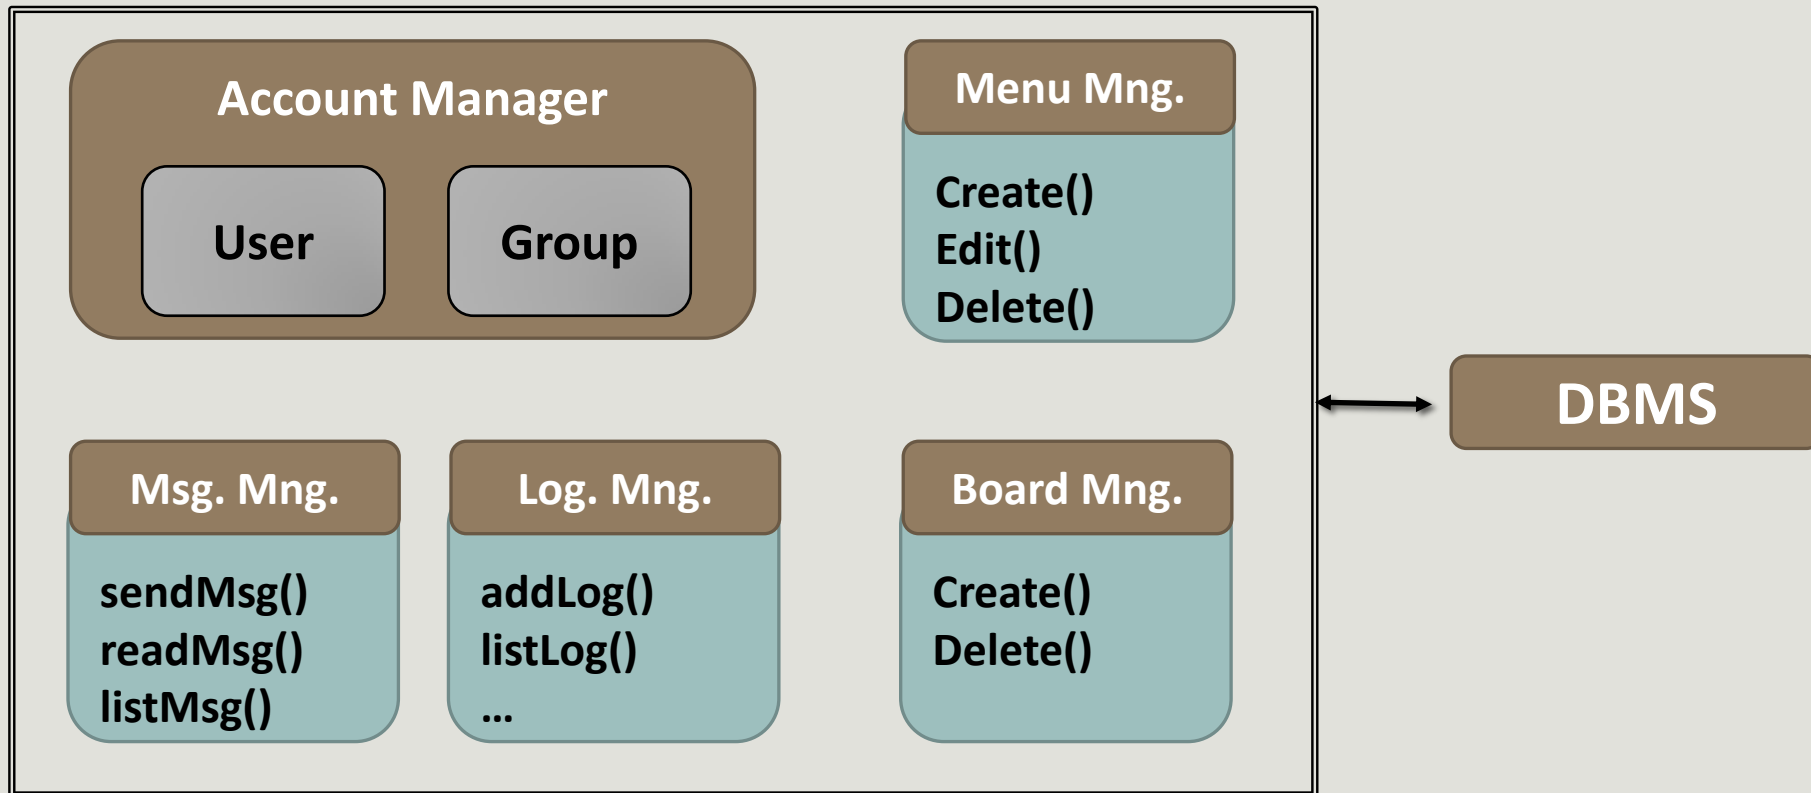 Account Manager
User
Group
Menu Mng.
Create()
Edit()
Delete()
DBMS
Msg. Mng.
sendMsg()
readMsg()
listMsg()
Log. Mng.
addLog()
listLog()
...
Board Mng.
Create()
Delete()